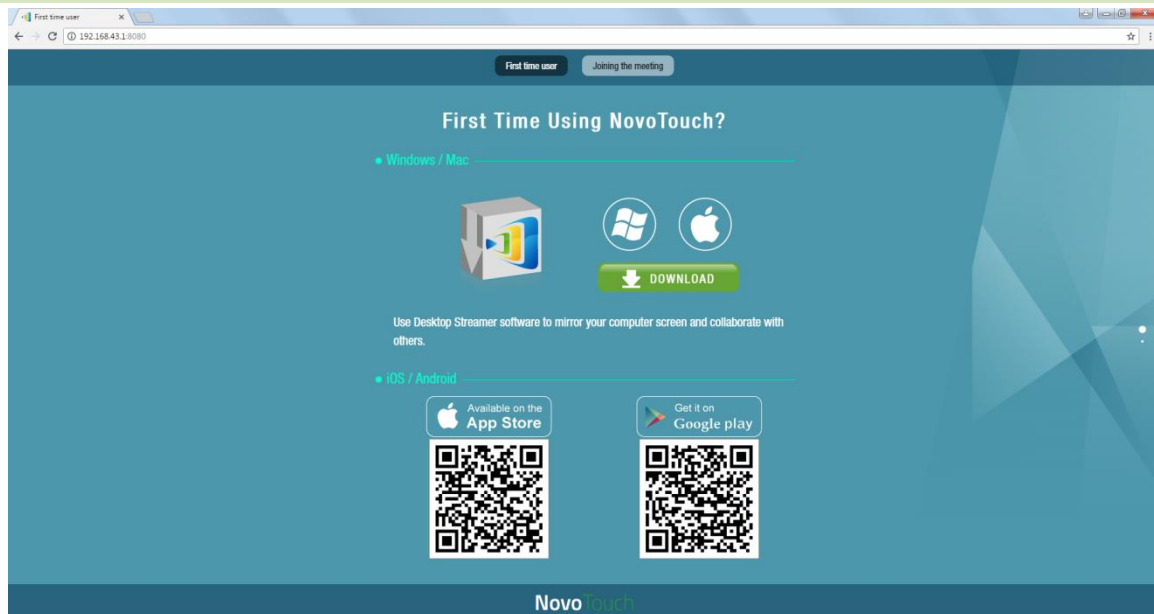 First time user
192.168.43.1:8080
First time user
Joining the meeting
First Time Using NovoTouch?
Windows / Mac
DOWNLOAD
Use Desktop Streamer software to mirror your computer screen and collaborate with
others.
iOS / Android
Available on the
App Store
Get it on
Google play
NovoTouch